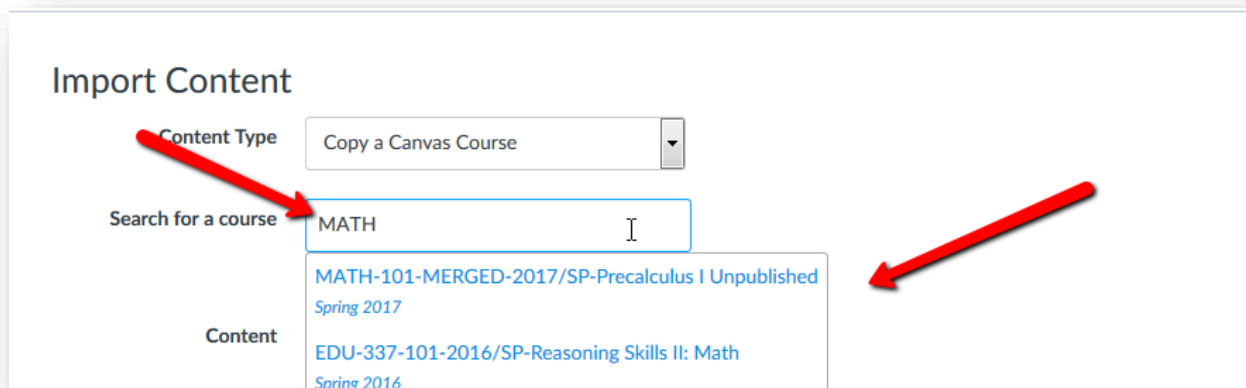 Import Content
Content Type
Copy a Canvas Course
Search for a course
MATH
MATH-101-MERGED-2017/SP-Precalculus I Unpublished
Spring 2017
Content
EDU-337-101-2016/SP-Reasoning Skills II: Math
Spring 2016